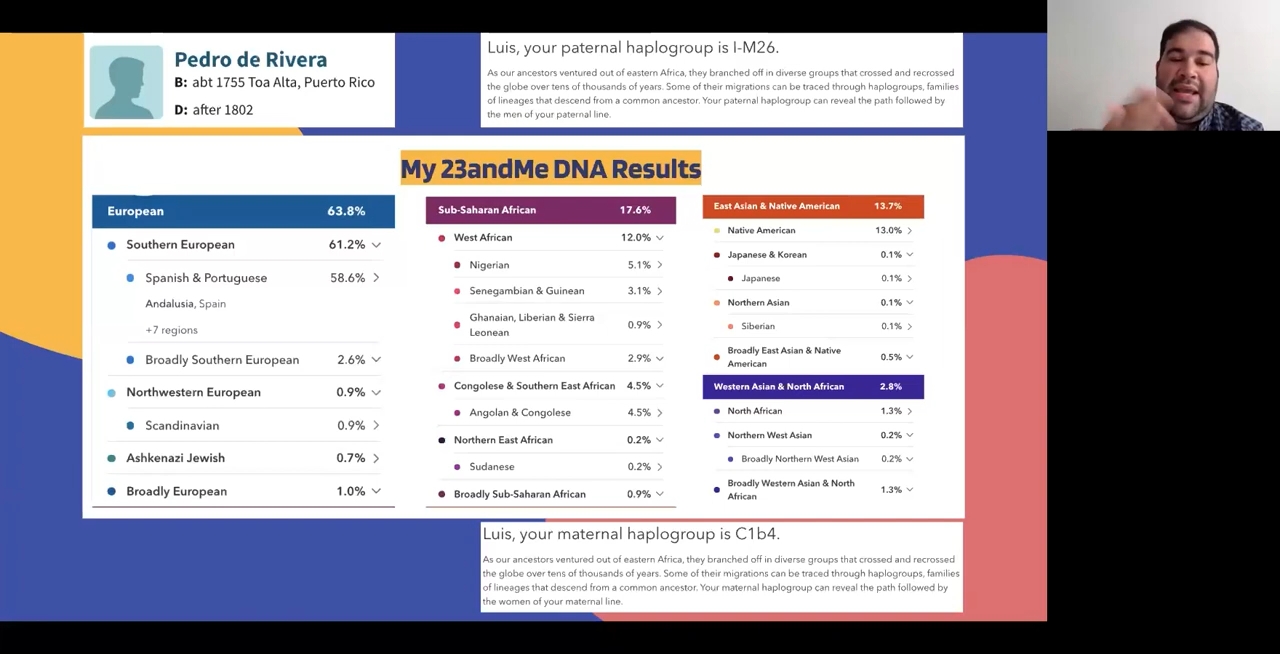 Pedro de Rivera
B: abt 1755 Toa Alta, Puerto Rico
D: after 1802
Luis, your paternal haplogroup is I-M26.
As our ancestors ventured out of eastern Africa, they branched off in diverse groups that crossed and recrossed
the globe over tens of thousands of years. Some of their migrations can be traced through haplogroups, families
of lineages that descend from a common ancestor. Your paternal haplogroup can reveal the path followed by
the men of your paternal line.
My 23andMe DNA Results
European 63.8%
Southern European 61.2%
Spanish & Portuguese 58.6%
Andalusia, Spain
+7 regions
Broadly Southern European 2.6%
Northwestern European 0.9%
Scandinavian 0.9%
Ashkenazi Jewish 0.7%
Broadly European 1.0%
Sub-Saharan African 17.6%
West African 12.0%
Nigerian 5.1%
Senegambian & Guinean 3.1%
Ghanaian, Liberian & Sierra
Leonean 0.9%
Broadly West African 2.9%
Congolese & Southern East African 4.5%
Angolan & Congolese 4.5%
Northern East African 0.2%
Sudanese 0.2%
Broadly Sub-Saharan African 0.9%
East Asian & Native American 13.7%
Native American 13.0%
Japanese & Korean 0.1%
Japanese 0.1%
Northern Asian 0.1%
Siberian 0.1%
Broadly East Asian & Native
American 0.5%
Western Asian & North African 2.8%
North African 1.3%
Northern West Asian 0.2%
Broadly Northern West Asian 0.2%
Broadly Western Asian & North
African 1.3%
Luis, your maternal haplogroup is C1b4.
As our ancestors ventured out of eastern Africa, they branched off in diverse groups that crossed and recrossed
the globe over tens of thousands of years. Some of their migrations can be traced through haplogroups, families
of lineages that descend from a common ancestor. Your maternal haplogroup can reveal the path followed by
the women of your maternal line.